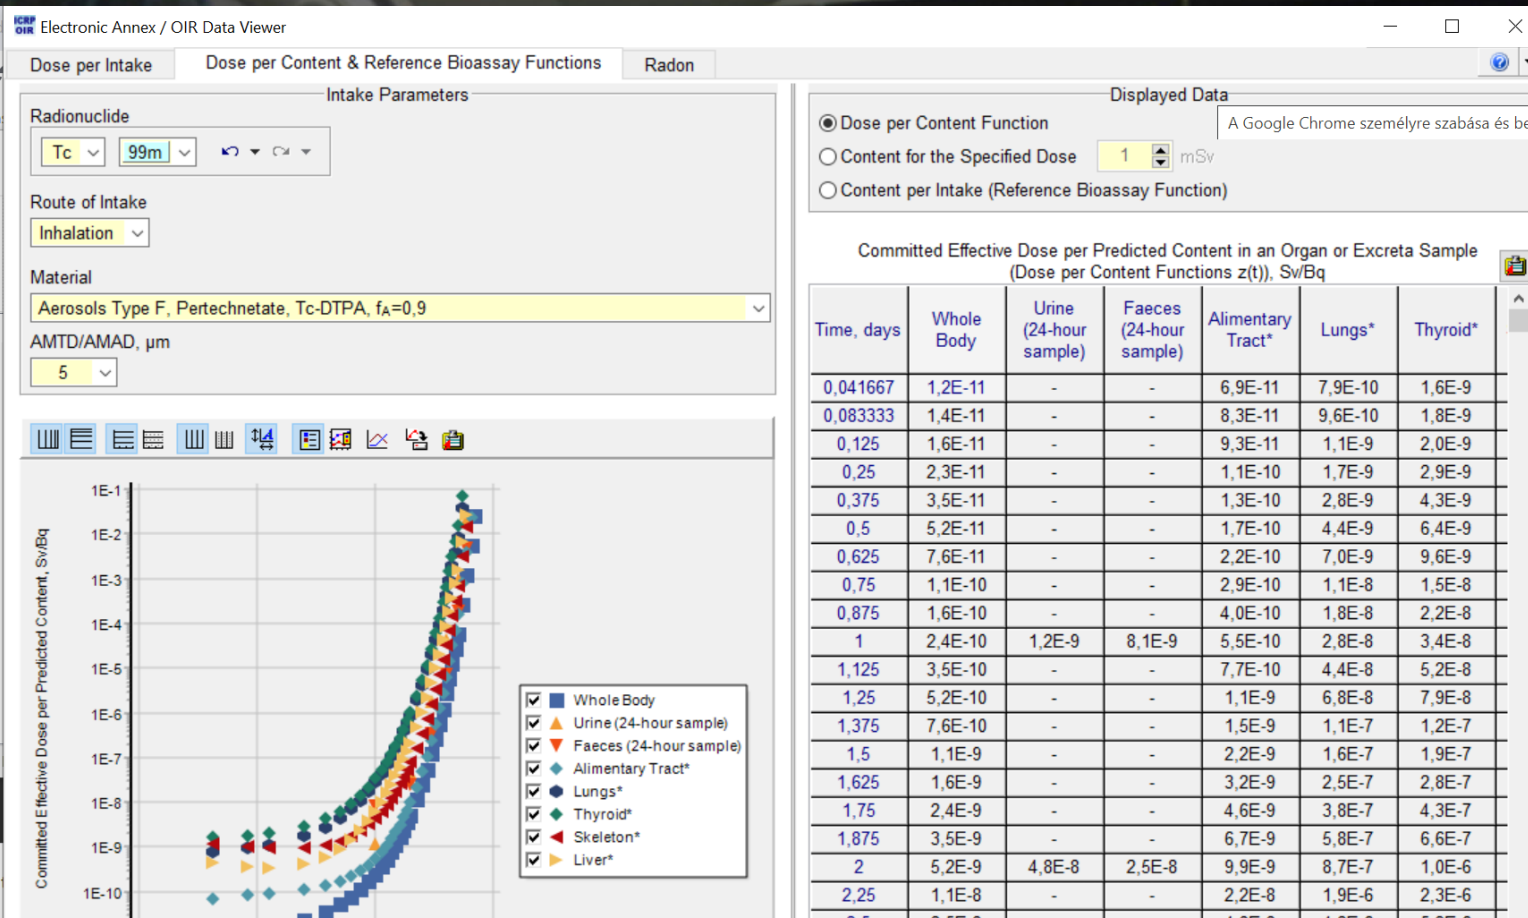 ICRP
OIR
Electronic Annex / OIR Data Viewer
Dose per Intake
Dose per Content & Reference Bioassay Functions
Radon
Intake Parameters
Radionuclide
Tc
99m
Route of Intake
Inhalation
Material
Aerosols Type F, Pertechnetate, Tc-DTPA, fA=0,9
AMTD/AMAD, µm
5
Committed Effective Dose per Predicted Content, Sv/Bq
1E-1
1E-2
1E-3
1E-4
1E-5
1E-6
1E-7
1E-8
1E-9
1E-10
Whole Body
Urine (24-hour sample)
Faeces (24-hour sample)
Alimentary Tract*
Lungs*
Thyroid*
Skeleton*
Liver*
Displayed Data
Dose per Content Function
A Google Chrome személyre szabása és be
Content for the Specified Dose 1 mSv
Content per Intake (Reference Bioassay Function)
Committed Effective Dose per Predicted Content in an Organ or Excreta Sample
(Dose per Content Functions z(t)), Sv/Bq
Time, days
Whole
Body
Urine
(24-hour
sample)
Faeces
(24-hour
sample)
Alimentary
Tract*
Lungs*
Thyroid*
0,041667 1,2E-11 - - 6,9E-11 7,9E-10 1,6E-9
0,083333 1,4E-11 - - 8,3E-11 9,6E-10 1,8E-9
0,125 1,6E-11 - - 9,3E-11 1,1E-9 2,0E-9
0,25 2,3E-11 - - 1,1E-10 1,7E-9 2,9E-9
0,375 3,5E-11 - - 1,3E-10 2,8E-9 4,3E-9
0,5 5,2E-11 - - 1,7E-10 4,4E-9 6,4E-9
0,625 7,6E-11 - - 2,2E-10 7,0E-9 9,6E-9
0,75 1,1E-10 - - 2,9E-10 1,1E-8 1,5E-8
0,875 1,6E-10 - - 4,0E-10 1,8E-8 2,2E-8
1 2,4E-10 1,2E-9 8,1E-9 5,5E-10 2,8E-8 3,4E-8
1,125 3,5E-10 - - 7,7E-10 4,4E-8 5,2E-8
1,25 5,2E-10 - - 1,1E-9 6,8E-8 7,9E-8
1,375 7,6E-10 - - 1,5E-9 1,1E-7 1,2E-7
1,5 1,1E-9 - - 2,2E-9 1,6E-7 1,9E-7
1,625 1,6E-9 - - 3,2E-9 2,5E-7 2,8E-7
1,75 2,4E-9 - - 4,6E-9 3,8E-7 4,3E-7
1,875 3,5E-9 - - 6,7E-9 5,8E-7 6,6E-7
2 5,2E-9 4,8E-8 2,5E-8 9,9E-9 8,7E-7 1,0E-6
2,25 1,1E-8 - - 2,2E-8 1,9E-6 2,3E-6